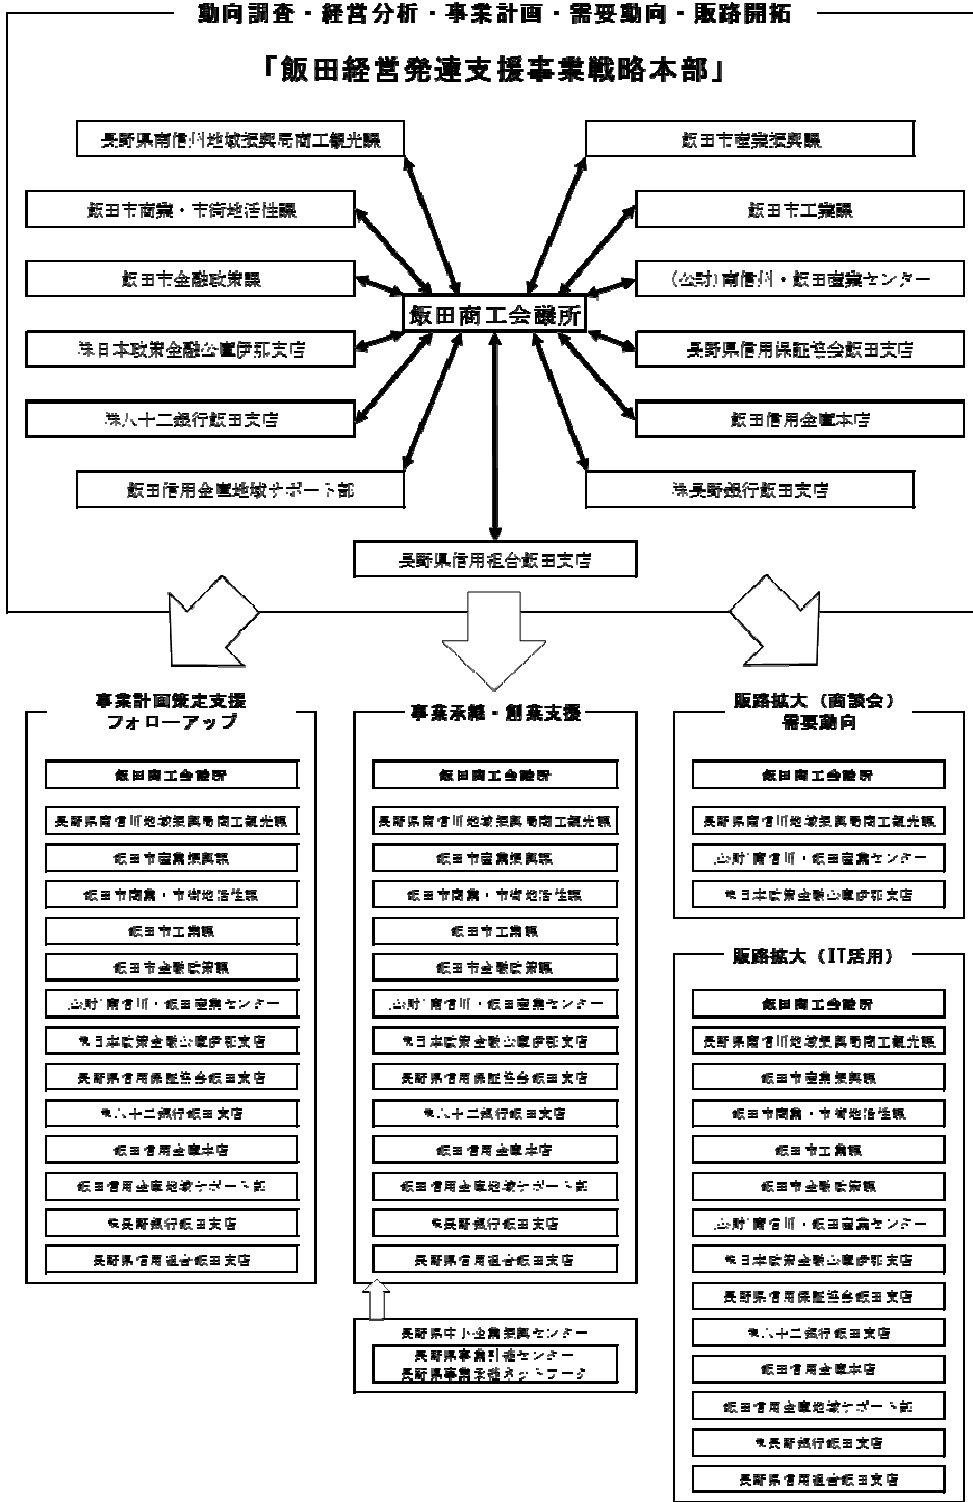 動向調査・経営分析・事業計画・需要動向・販路開拓
「飯田経営発達支援事業戦略本部」
長野県南信州地域振興局商工観光課
飯田市産業振興課
飯田市商業・市街地活性課
飯田市工業課
飯田市金融政策課
(公財)南信州・飯田産業センター
飯田商工会議所
㈱日本政策金融公庫伊那支店
長野県信用保証協会飯田支店
㈱八十二銀行飯田支店
飯田信用金庫本店
飯田信用金庫地域サポート部
㈱長野銀行飯田支店
長野県信用組合飯田支店
事業計画策定支援
フォローアップ
飯田商工会議所
長野県南信州地域振興局商工観光課
飯田市産業振興課
飯田市商業・市街地活性課
飯田市工業課
飯田市金融政策課
(公財)南信州・飯田産業センター
㈱日本政策金融公庫伊那支店
長野県信用保証協会飯田支店
㈱八十二銀行飯田支店
飯田信用金庫本店
飯田信用金庫地域サポート部
㈱長野銀行飯田支店
長野県信用組合飯田支店
事業承継・創業支援
飯田商工会議所
長野県南信州地域振興局商工観光課
飯田市産業振興課
飯田市商業・市街地活性課
飯田市工業課
飯田市金融政策課
(公財)南信州・飯田産業センター
㈱日本政策金融公庫伊那支店
長野県信用保証協会飯田支店
㈱八十二銀行飯田支店
飯田信用金庫本店
飯田信用金庫地域サポート部
㈱長野銀行飯田支店
長野県信用組合飯田支店
長野県中小企業振興センター
長野県事業引継センター
長野県事業承継ネットワーク
販路拡大（商談会）
需要動向
飯田商工会議所
長野県南信州地域振興局商工観光課
(公財)南信州・飯田産業センター
㈱日本政策金融公庫伊那支店
販路拡大（IT活用）
飯田商工会議所
長野県南信州地域振興局商工観光課
飯田市産業振興課
飯田市商業・市街地活性課
飯田市工業課
飯田市金融政策課
(公財)南信州・飯田産業センター
㈱日本政策金融公庫伊那支店
長野県信用保証協会飯田支店
㈱八十二銀行飯田支店
飯田信用金庫本店
飯田信用金庫地域サポート部
㈱長野銀行飯田支店
長野県信用組合飯田支店